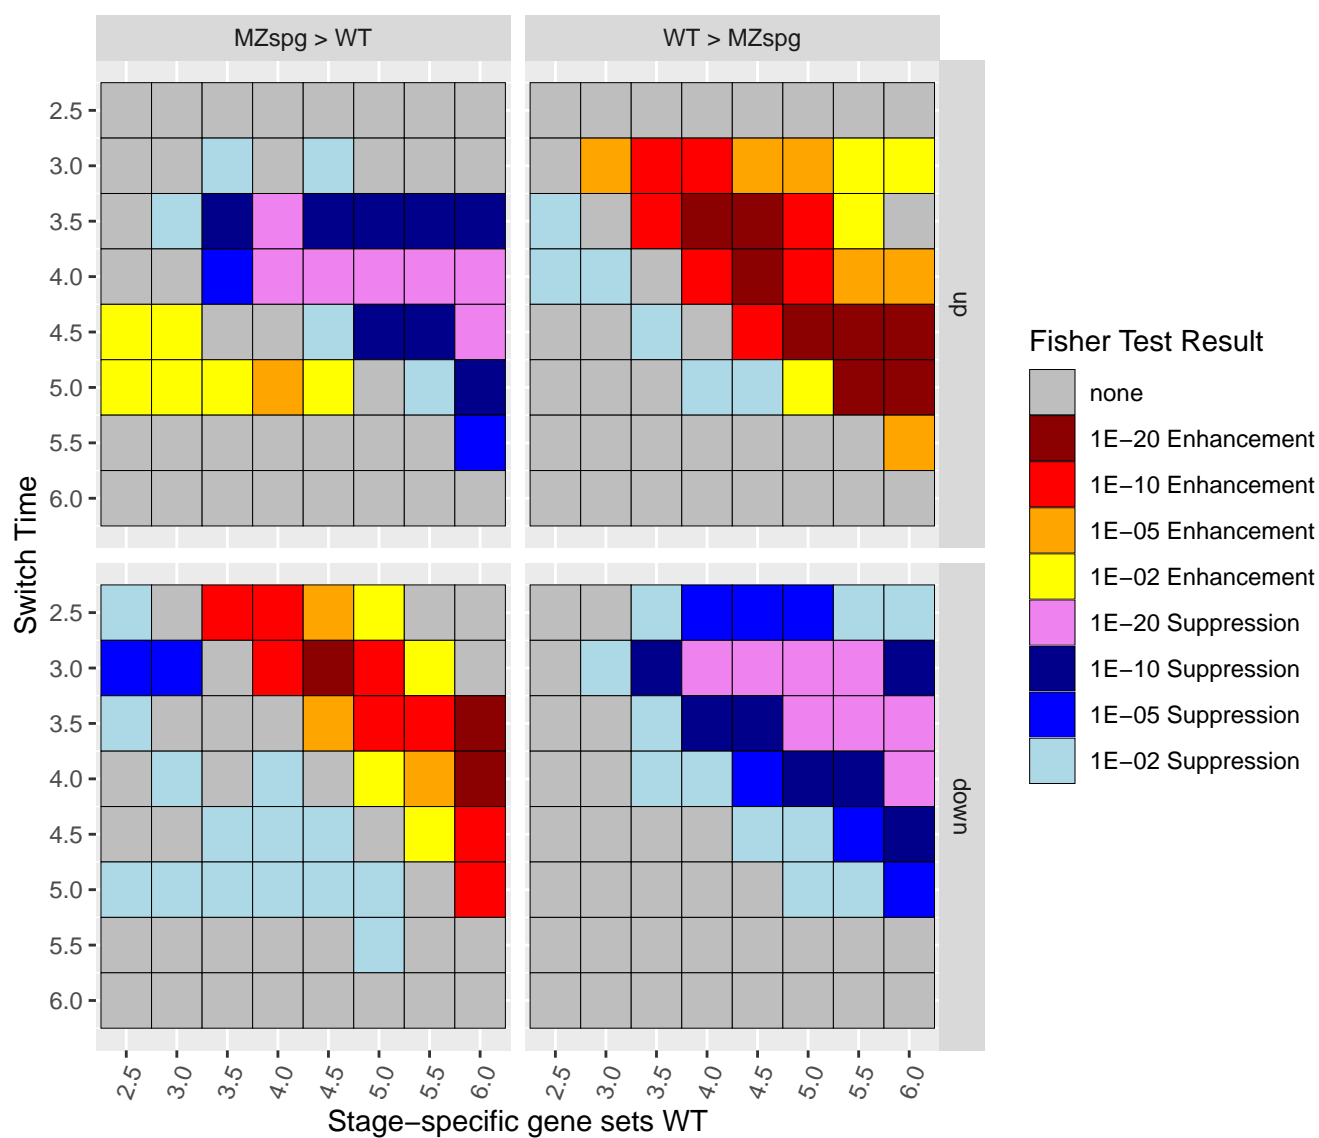 MZspg > WT
WT > MZspg
2.5
3.0
3.5
4.0
4.5
5.0
5.5
6.0
up
2.5
3.0
3.5
4.0
4.5
5.0
5.5
6.0
down
Switch Time
2.5 3.0 3.5 4.0 4.5 5.0 5.5 6.0
2.5 3.0 3.5 4.0 4.5 5.0 5.5 6.0
Stage−specific gene sets WT
Fisher Test Result
none
1E−20 Enhancement
1E−10 Enhancement
1E−05 Enhancement
1E−02 Enhancement
1E−20 Suppression
1E−10 Suppression
1E−05 Suppression
1E−02 Suppression